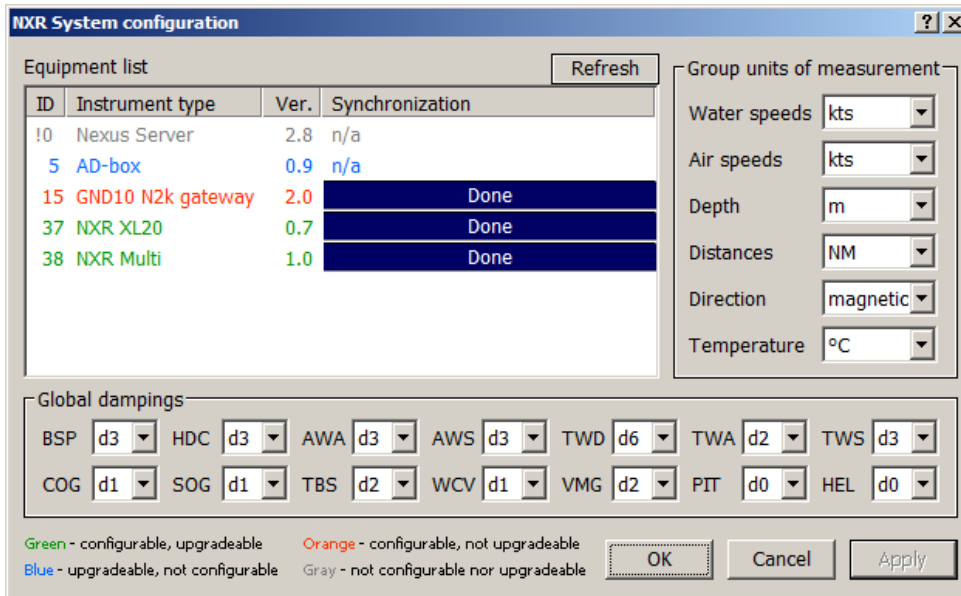 NXR System configuration ? X
Equipment list Refresh
ID Instrument type Ver. Synchronization
!0 Nexus Server 2.8 n/a
5 AD-box 0.9 n/a
15 GND10 N2k gateway 2.0 Done
37 NXR XL20 0.7 Done
38 NXR Multi 1.0 Done
Group units of measurement
Water speeds kts
Air speeds kts
Depth m
Distances NM
Direction magnetic
Temperature °C
Global dampings
BSP d3 HDC d3 AWA d3 AWS d3 TWD d6 TWA d2 TWS d3
COG d1 SOG d1 TBS d2 WCV d1 VMG d2 PIT d0 HEL d0
Green - configurable, upgradeable Orange - configurable, not upgradeable
Blue - upgradeable, not configurable Gray - not configurable nor upgradeable
OK Cancel Apply